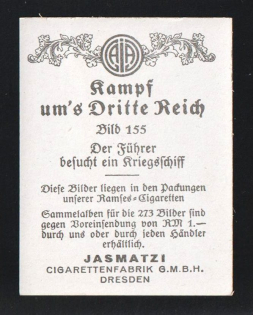 Kampf
um's Dritte Reich
Bild 155
Der Führer
besucht ein Kriegsschiff
Diese Bilder liegen in den Packungen
unserer Ramses-Cigaretten
Sammelalben für die 273 Bilder sind
gegen Voreinsendung von RM 1.—
durch uns oder durch jeden Händler
erhältlich.
JASMATZI
CIGARETTENFABRIK G.M.B.H.
DRESDEN